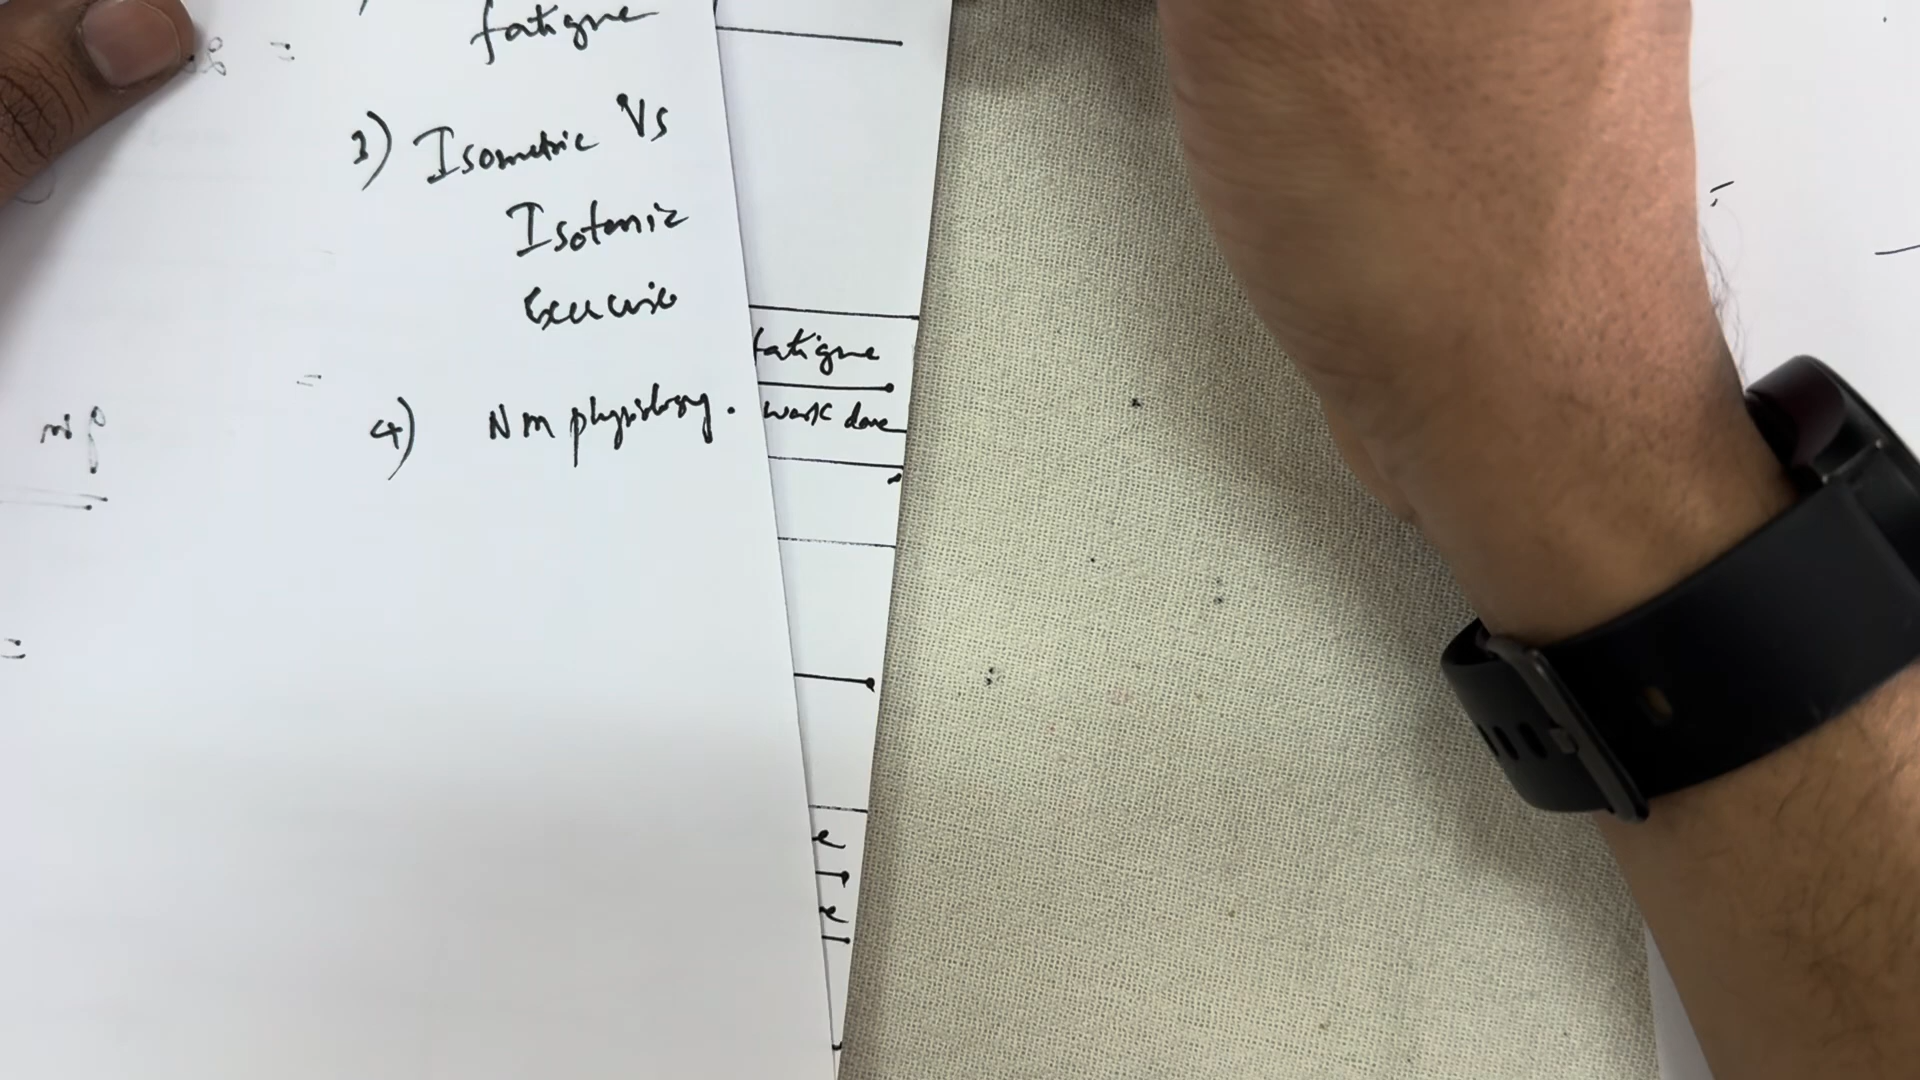 fatigue
3) Isometric Vs
Isotonic
Exercise
4) NM physiology.
fatigue
work done
e
e